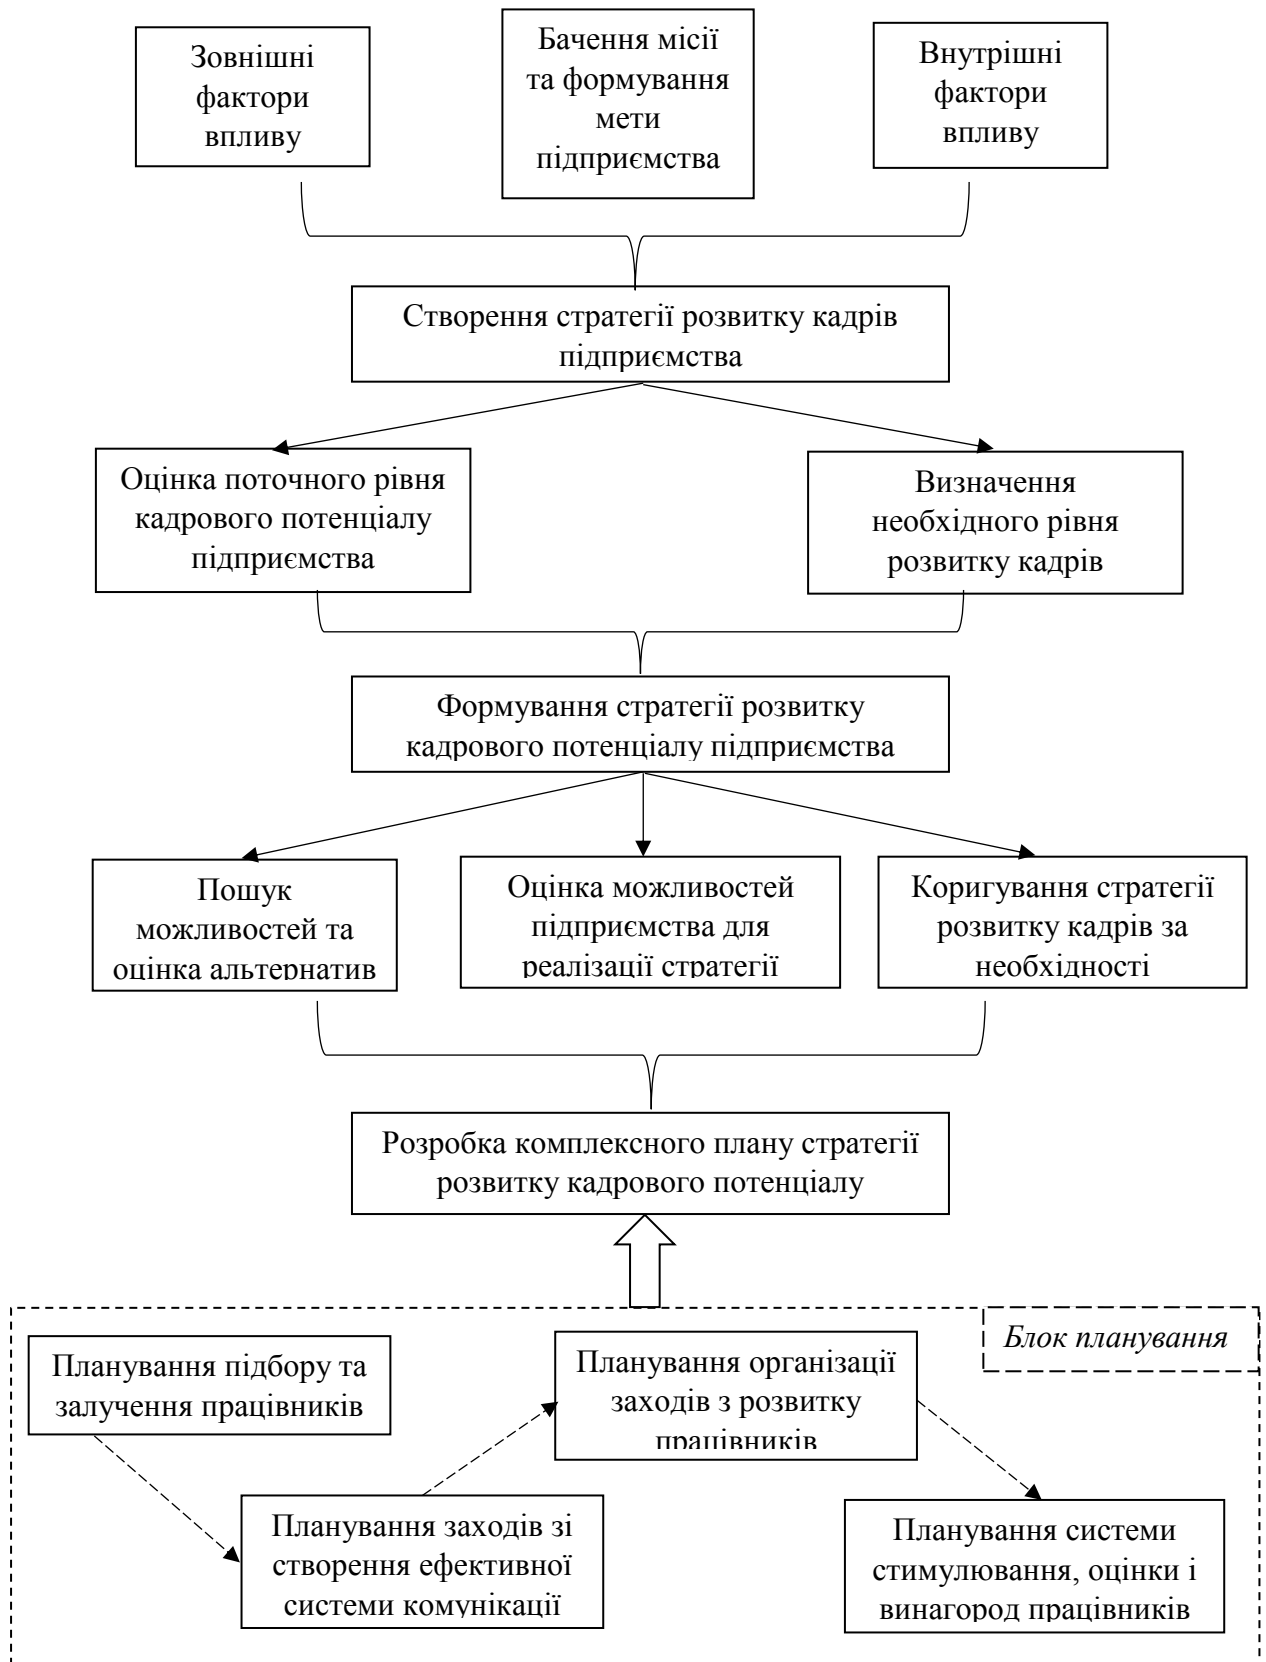 Зовнішні
фактори
впливу
Бачення місії
та формування
мети
підприємства
Внутрішні
фактори
впливу
Створення стратегії розвитку кадрів
підприємства
Оцінка поточного рівня
кадрового потенціалу
підприємства
Визначення
необхідного рівня
розвитку кадрів
Формування стратегії розвитку
кадрового потенціалу підприємства
Пошук
можливостей та
оцінка альтернатив
Оцінка можливостей
підприємства для
реалізації стратегії
Коригування стратегії
розвитку кадрів за
необхідності
Розробка комплексного плану стратегії
розвитку кадрового потенціалу
Блок планування
Планування підбору та
залучення працівників
Планування організації
заходів з розвитку
працівників
Планування заходів зі
створення ефективної
системи комунікації
Планування системи
стимулювання, оцінки і
винагород працівників